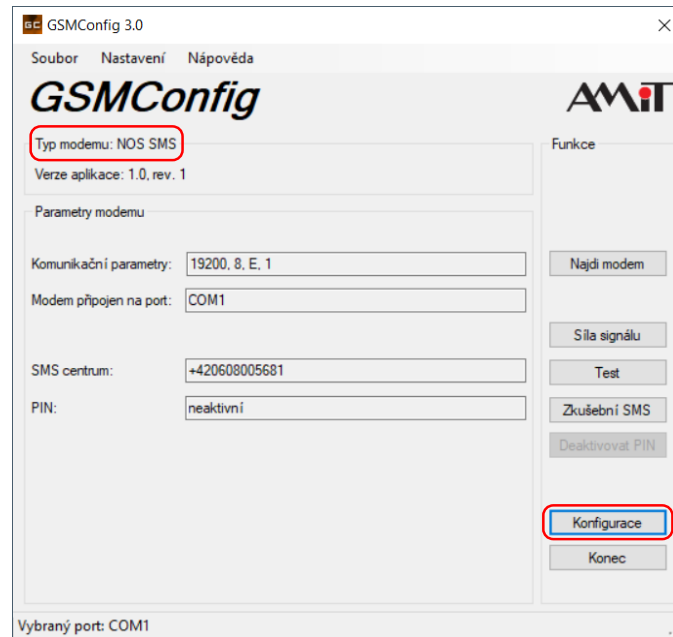 GC GSMConfig 3.0
Soubor Nastavení Nápověda
GSMConfig
AMiT
Typ modemu: NOS SMS
Verze aplikace: 1.0, rev. 1
Parametry modemu
Komunikační parametry: 19200, 8, E, 1
Modem připojen na port: COM1
SMS centrum: +420608005681
PIN: neaktivní
Funkce
Najdi modem
Síla signálu
Test
Zkušební SMS
Deaktivovat PIN
Konfigurace
Konec
Vybraný port: COM1